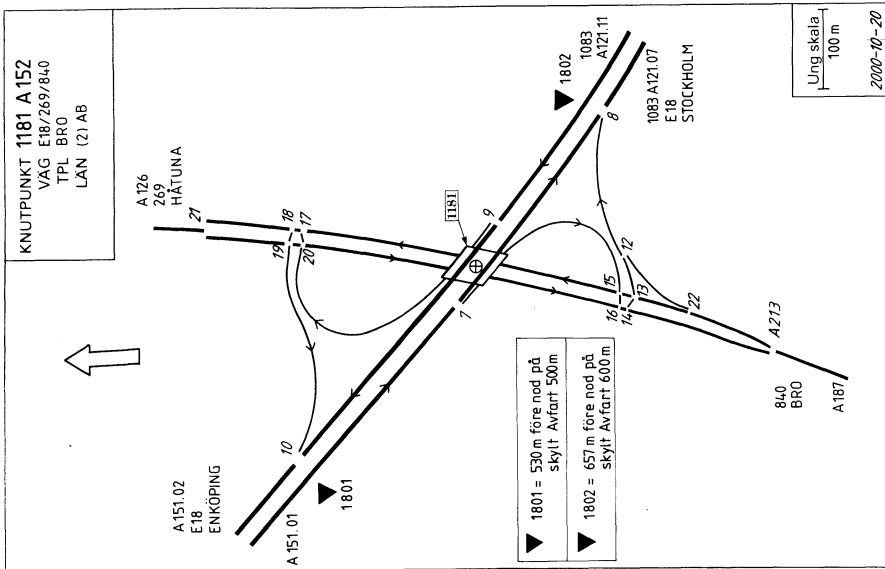 KNUTPUNKT 1181 A 152
VÄG E18/269/840
TPL BRO
LÄN (2) AB
A 126
269
HÅTUNA
21
18
17
19
20
1181
9
7
1802
1083
A121.11
8
1083 A121.07
E18
STOCKHOLM
Ung skala
100 m
2000-10-20
12
15
13
16
14
22
A213
840
BRO
A187
10
A 151.02
E18
ENKÖPING
A 151.01
1801
1801 = 530 m före nod på
skylt Avfart 500m
1802 = 657 m före nod på
skylt Avfart 600m